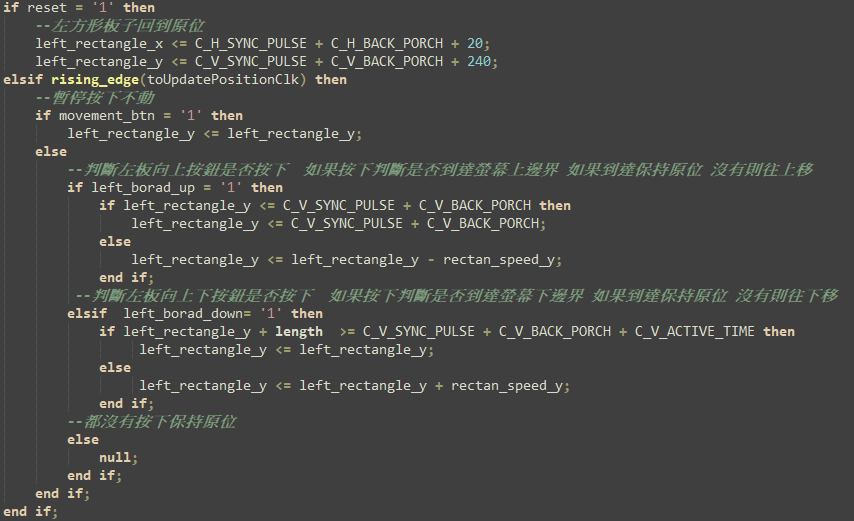 if reset = '1' then
--左方形板子回到原位
left_rectangle_x <= C_H_SYNC_PULSE + C_H_BACK_PORCH + 20;
left_rectangle_y <= C_V_SYNC_PULSE + C_V_BACK_PORCH + 240;
elsif rising_edge(toUpdatePositionClk) then
--暫停按下不動
if movement_btn = '1' then
left_rectangle_y <= left_rectangle_y;
else
--判斷左板向上按鈕是否按下  如果按下判斷是否到達螢幕上邊界 如果到達保持原位 沒有則往上移
if left_borad_up = '1' then
if left_rectangle_y <= C_V_SYNC_PULSE + C_V_BACK_PORCH then
left_rectangle_y <= C_V_SYNC_PULSE + C_V_BACK_PORCH;
else
left_rectangle_y <= left_rectangle_y - rectan_speed_y;
end if;
--判斷左板向上下按鈕是否按下  如果按下判斷是否到達螢幕下邊界 如果到達保持原位 沒有則往下移
elsif  left_borad_down= '1' then
if left_rectangle_y + length  >= C_V_SYNC_PULSE + C_V_BACK_PORCH + C_V_ACTIVE_TIME then
left_rectangle_y <= left_rectangle_y;
else
left_rectangle_y <= left_rectangle_y + rectan_speed_y;
end if;
--都沒有按下保持原位
else
null;
end if;
end if;
end if;